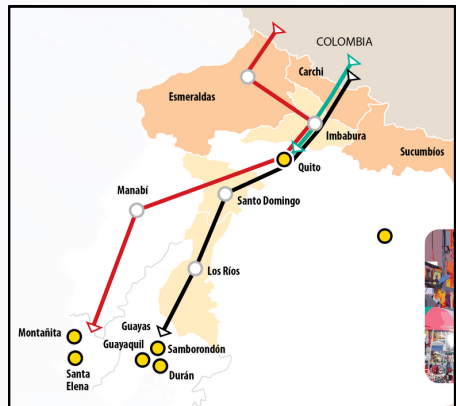 COLOMBIA
Carchi
Esmeraldas
Imbabura
Sucumbíos
Quito
Manabí
Santo Domingo
Los Ríos
Guayas
Montañita
Guayaquil
Samborondón
Santa
Elena
Durán